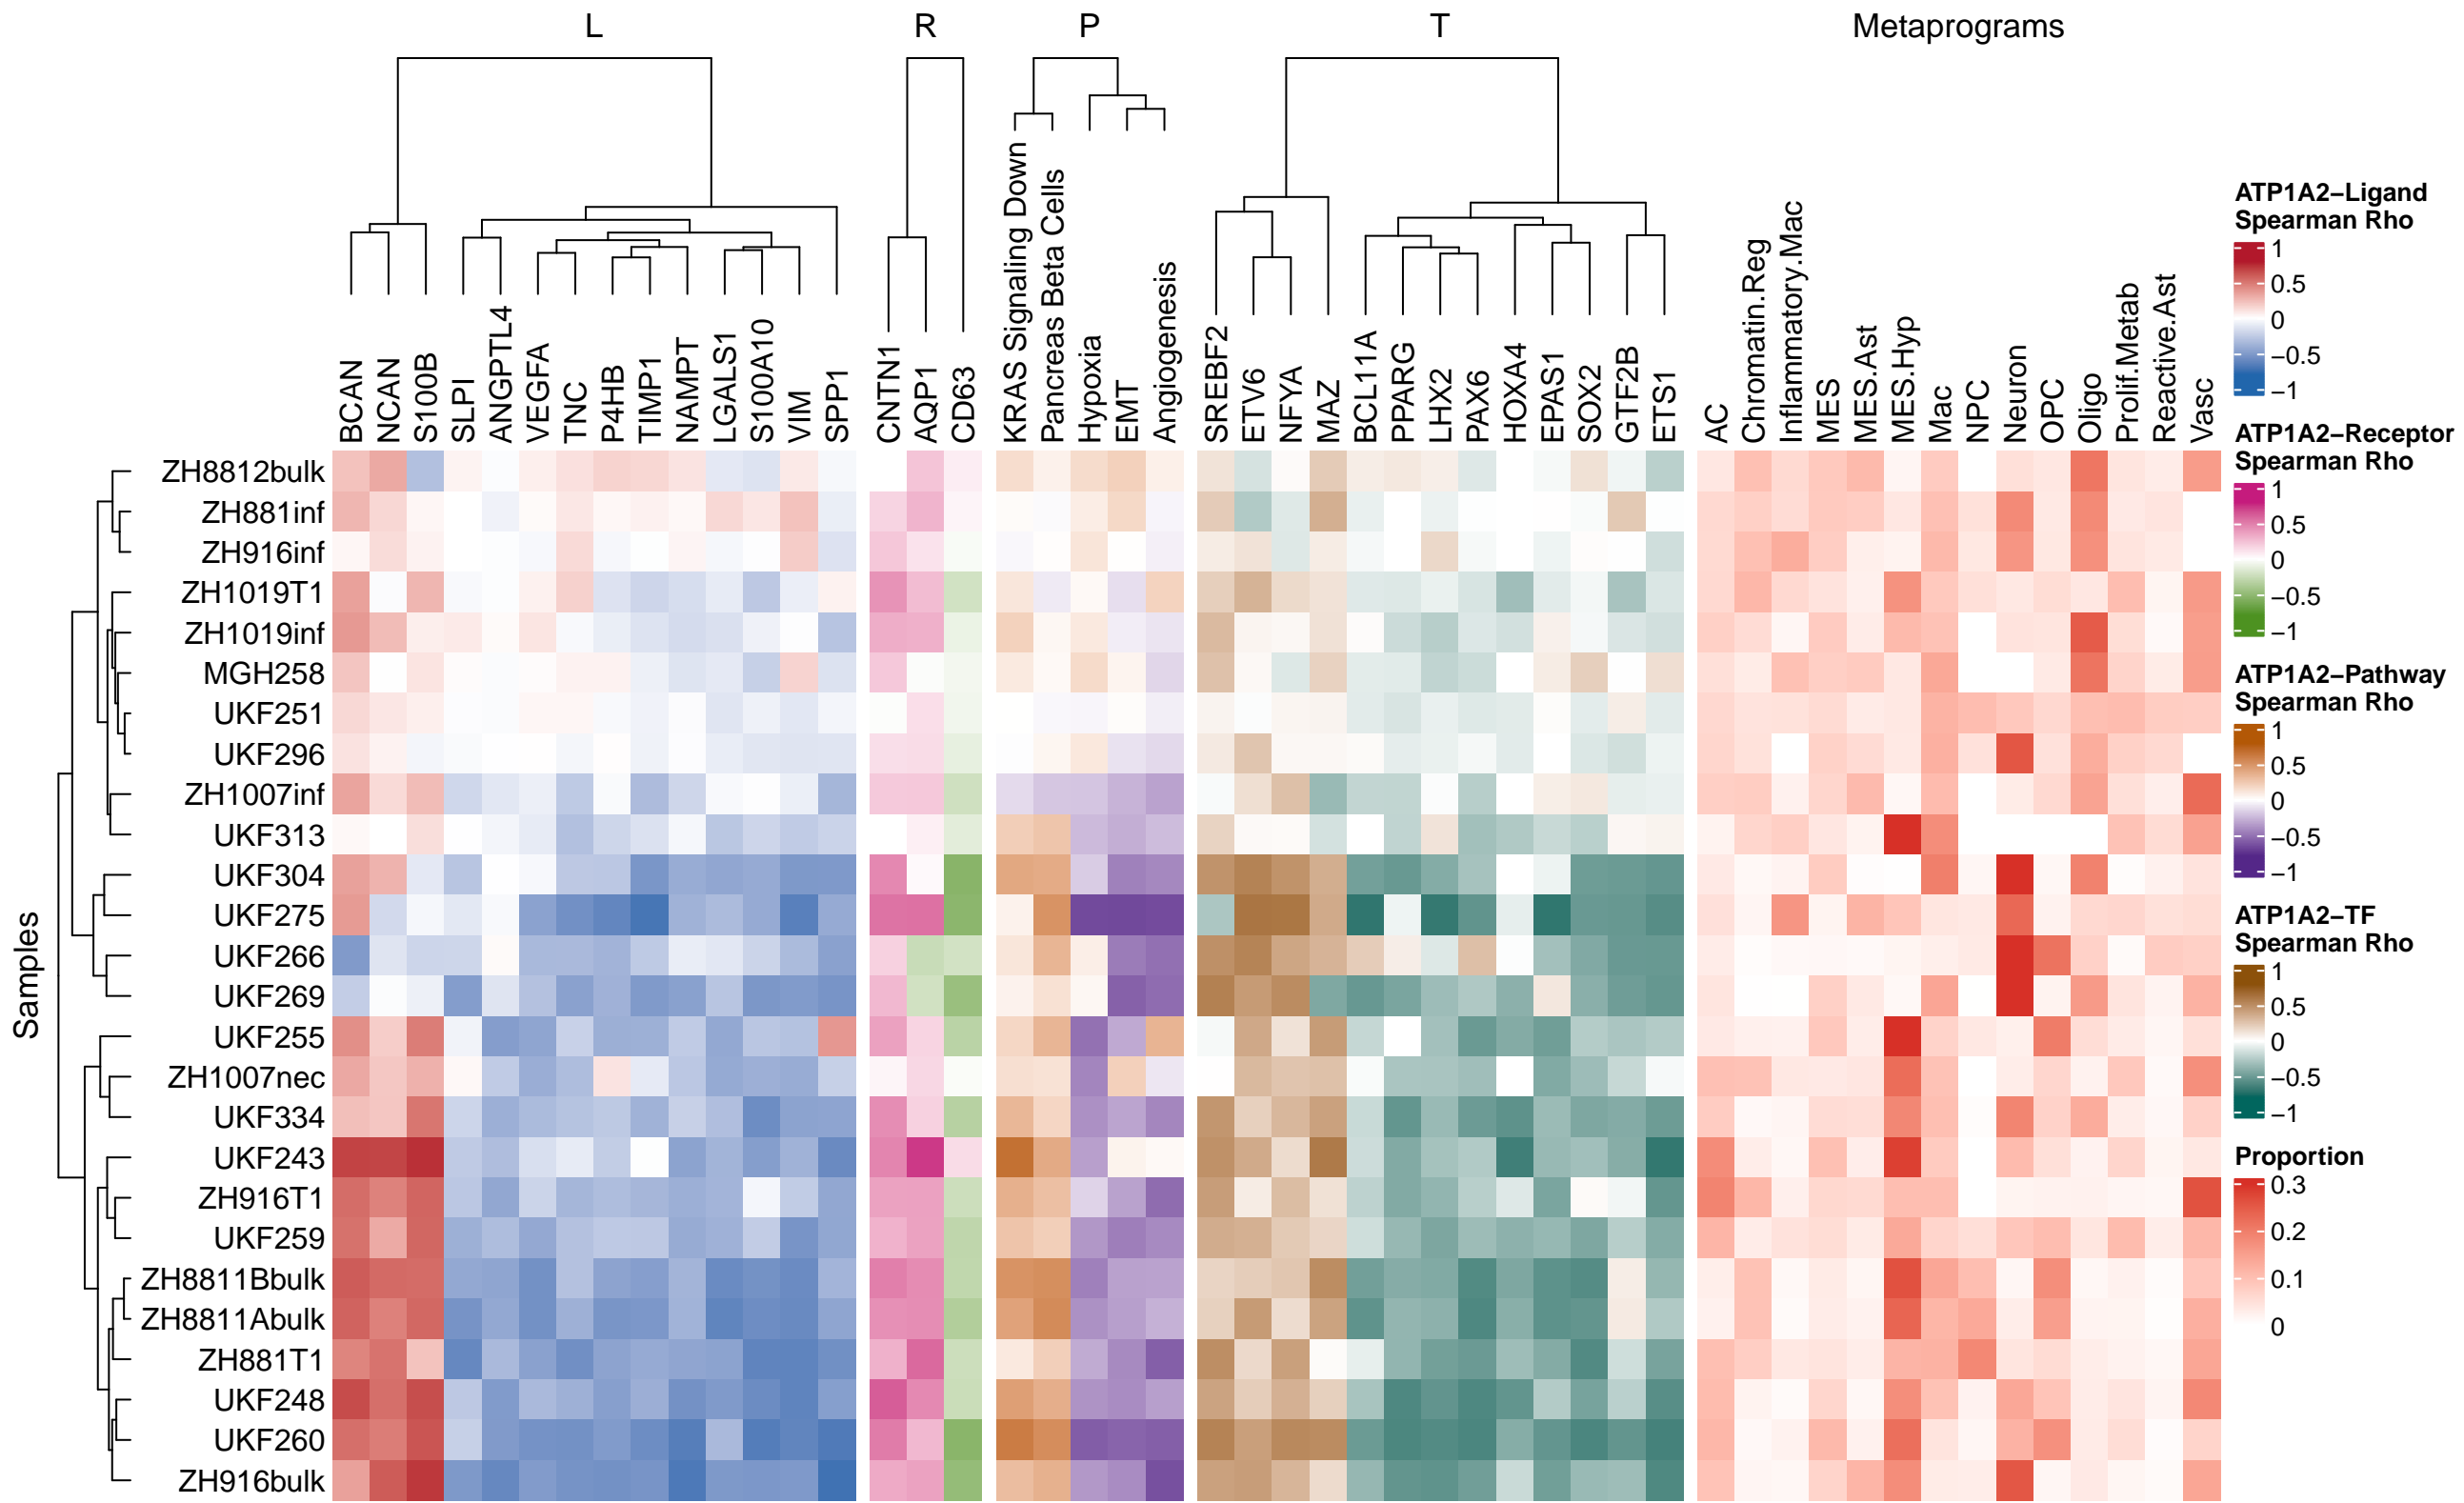 L
R
P
T
Metaprograms
BCAN
NCAN
S100B
SLPI
ANGPTL4
VEGFA
TNC
P4HB
TIMP1
NAMPT
LGALS1
S100A10
VIM
SPP1
CNTN1
AQP1
CD63
KRAS Signaling Down
Pancreas Beta Cells
Hypoxia
EMT
Angiogenesis
SREBF2
ETV6
NFYA
MAZ
BCL11A
PPARG
LHX2
PAX6
HOXA4
EPAS1
SOX2
GTF2B
ETS1
AC
Chromatin.Reg
Inflammatory.Mac
MES
MES.Ast
MES.Hyp
Mac
NPC
Neuron
OPC
Oligo
Prolif.Metab
Reactive.Ast
Vasc
Samples
ZH8812bulk
ZH881inf
ZH916inf
ZH1019T1
ZH1019inf
MGH258
UKF251
UKF296
ZH1007inf
UKF313
UKF304
UKF275
UKF266
UKF269
UKF255
ZH1007nec
UKF334
UKF243
ZH916T1
UKF259
ZH8811Bbulk
ZH8811Abulk
ZH881T1
UKF248
UKF260
ZH916bulk
ATP1A2−Ligand
Spearman Rho
1
0.5
0
−0.5
−1
ATP1A2−Receptor
Spearman Rho
1
0.5
0
−0.5
−1
ATP1A2−Pathway
Spearman Rho
1
0.5
0
−0.5
−1
ATP1A2−TF
Spearman Rho
1
0.5
0
−0.5
−1
Proportion
0.3
0.2
0.1
0